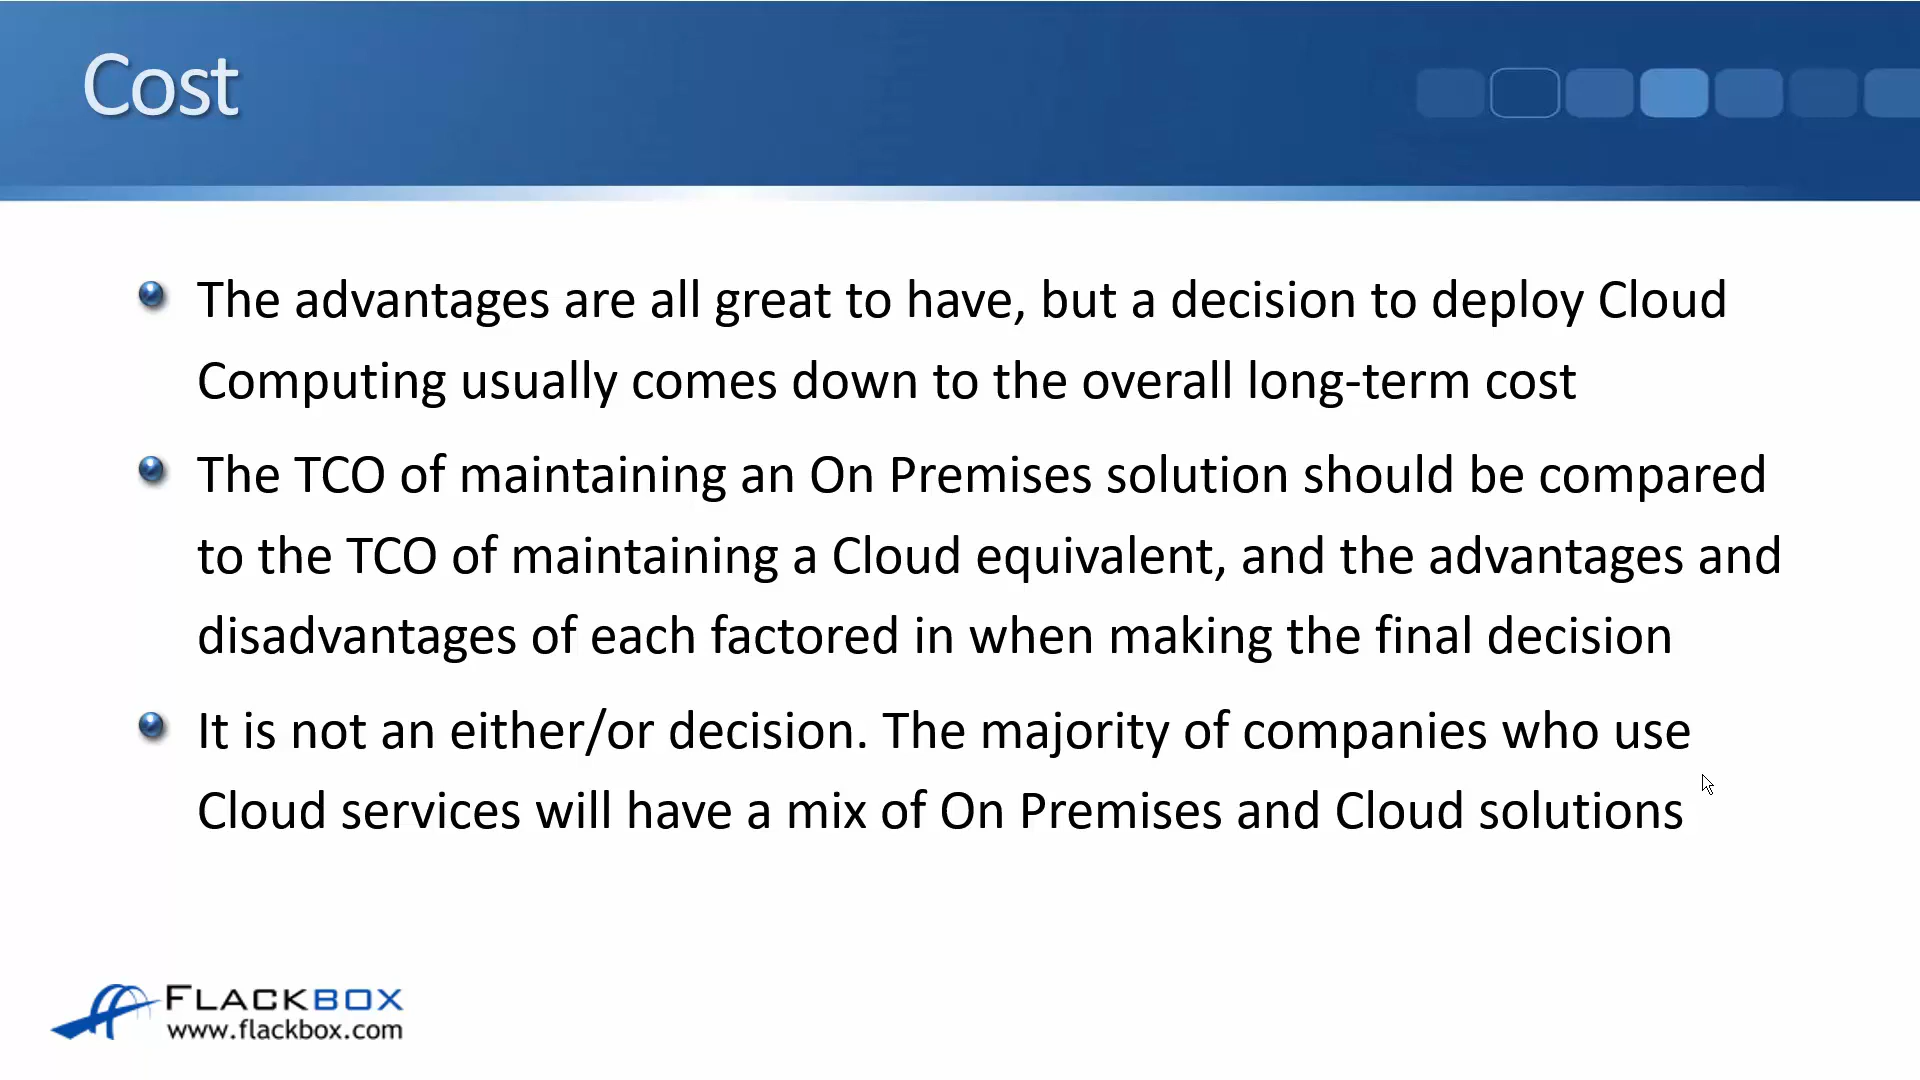 Cost
The advantages are all great to have, but a decision to deploy Cloud
Computing usually comes down to the overall long-term cost
The TCO of maintaining an On Premises solution should be compared
to the TCO of maintaining a Cloud equivalent, and the advantages and
disadvantages of each factored in when making the final decision
It is not an either/or decision. The majority of companies who use
Cloud services will have a mix of On Premises and Cloud solutions
FLACKBOX
www.flackbox.com